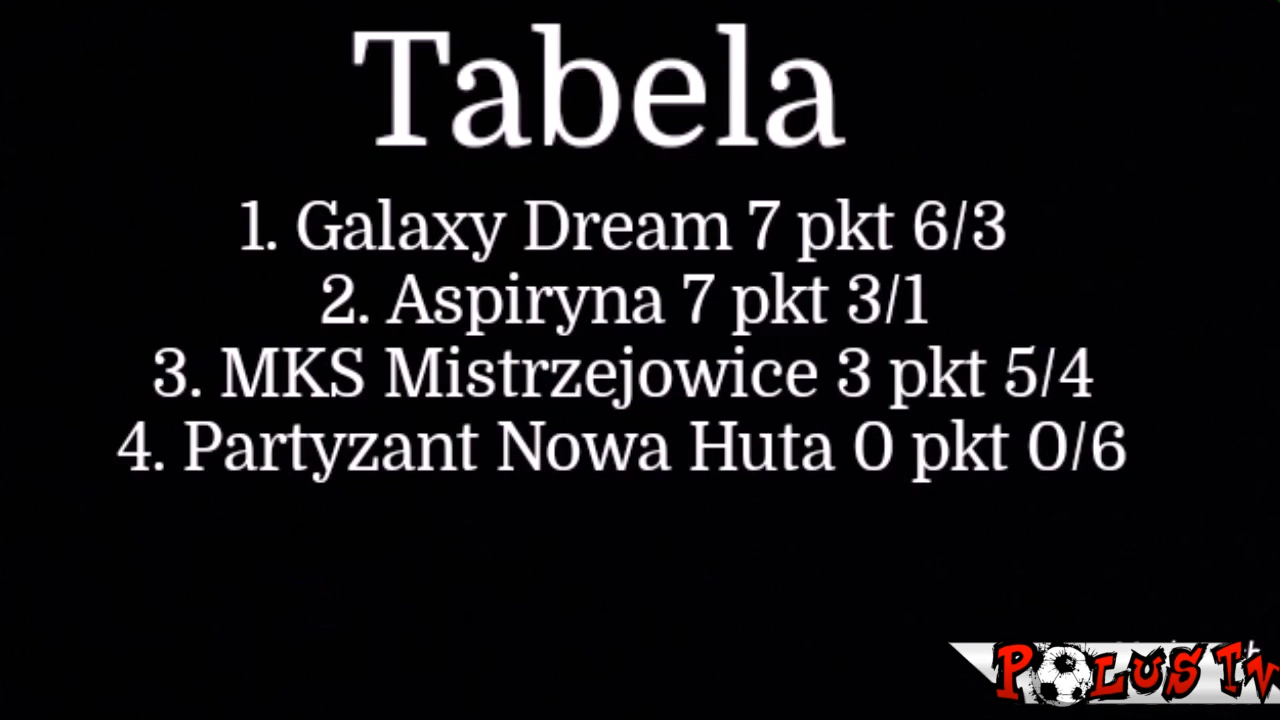 Tabela
1. Galaxy Dream 7 pkt 6/3
2. Aspiryna 7 pkt 3/1
3. MKS Mistrzejowice 3 pkt 5/4
4. Partyzant Nowa Huta 0 pkt 0/6
POLUS TV